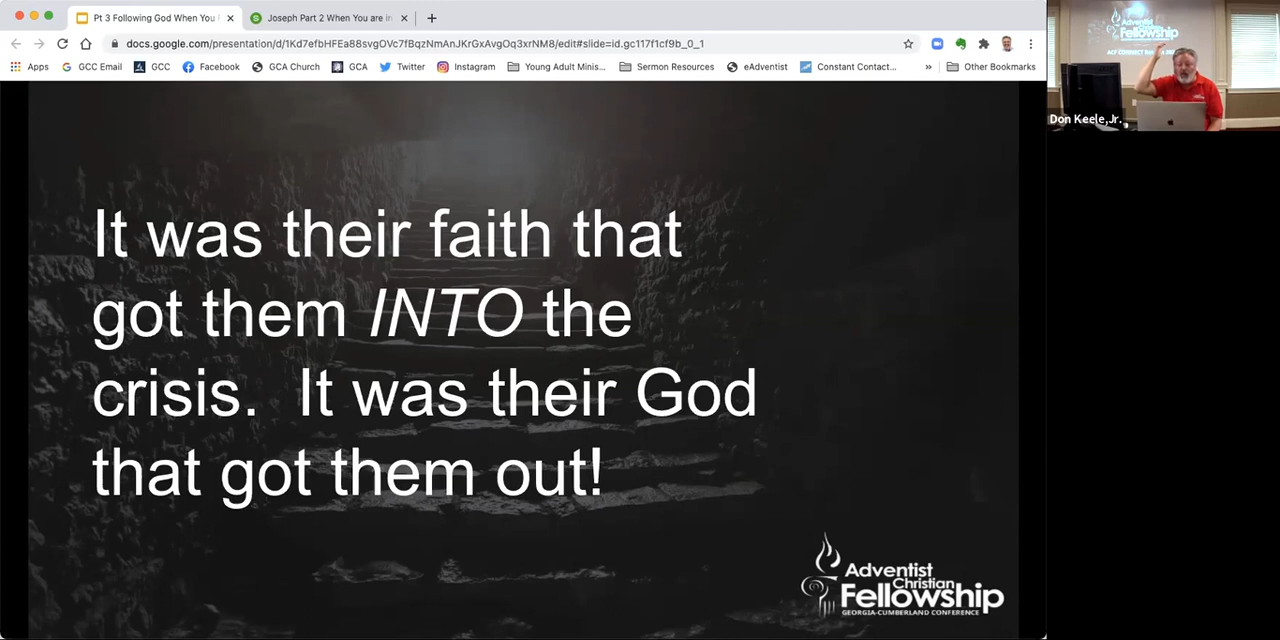 Pt 3 Following God When You F
Joseph Part 2 When You are in
docs.google.com/presentation/d/1Kd7efbHFEa88svgOVc7fBqzNmAnJKrGxAvgOq3xrNM8/edit#slide=id.gc117f1cf9b_0_1
Apps GCC Email GCC Facebook GCA Church GCA Twitter Instagram Young Adult Minis... Sermon Resources eAdventist Constant Contact... » Other Bookmarks
Adventist
Christian
Fellowship
Don Keele,Jr.
It was their faith that
got them INTO the
crisis. It was their God
that got them out!
Adventist
Christian
Fellowship
GEORGIA-CUMBERLAND CONFERENCE